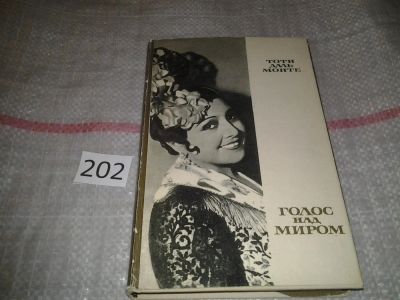 ТОТИ
ДАЛЬ
МОНТЕ
202
ГОЛОС
НАД
МИРОМ